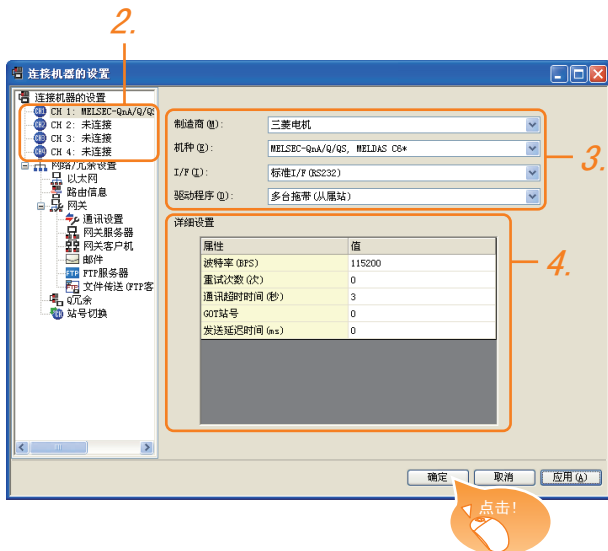 2.
连接机器的设置
连接机器的设置
CH 1: MELSEC-QnA/Q/QS
CH 2: 未连接
CH 3: 未连接
CH 4: 未连接
网络/冗余设置
以太网
路由信息
网关
通讯设置
网关服务器
网关客户机
邮件
FTP服务器
文件传送(FTP客
Q冗余
站号切换
制造商(M):
三菱电机
机种(E):
MELSEC-QnA/Q/QS, MELDAS C6*
I/F(I):
标准I/F(RS232)
驱动程序(D):
多台拖带(从属站)
3.
详细设置
属性 值
波特率(BPS) 115200
重试次数(次) 0
通讯超时时间(秒) 3
GOT站号 0
发送延迟时间(ms) 0
4.
确定 取消 应用(A)
点击!